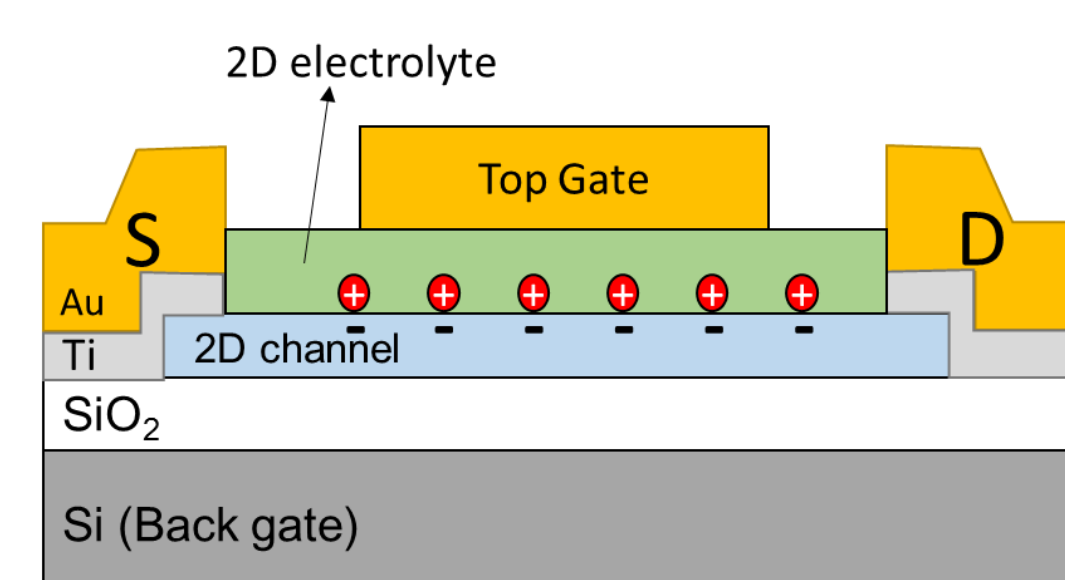 2D electrolyte
Top Gate
S
D
Au
+ + + + + +
- - - - - -
Ti
2D channel
SiO₂
Si (Back gate)